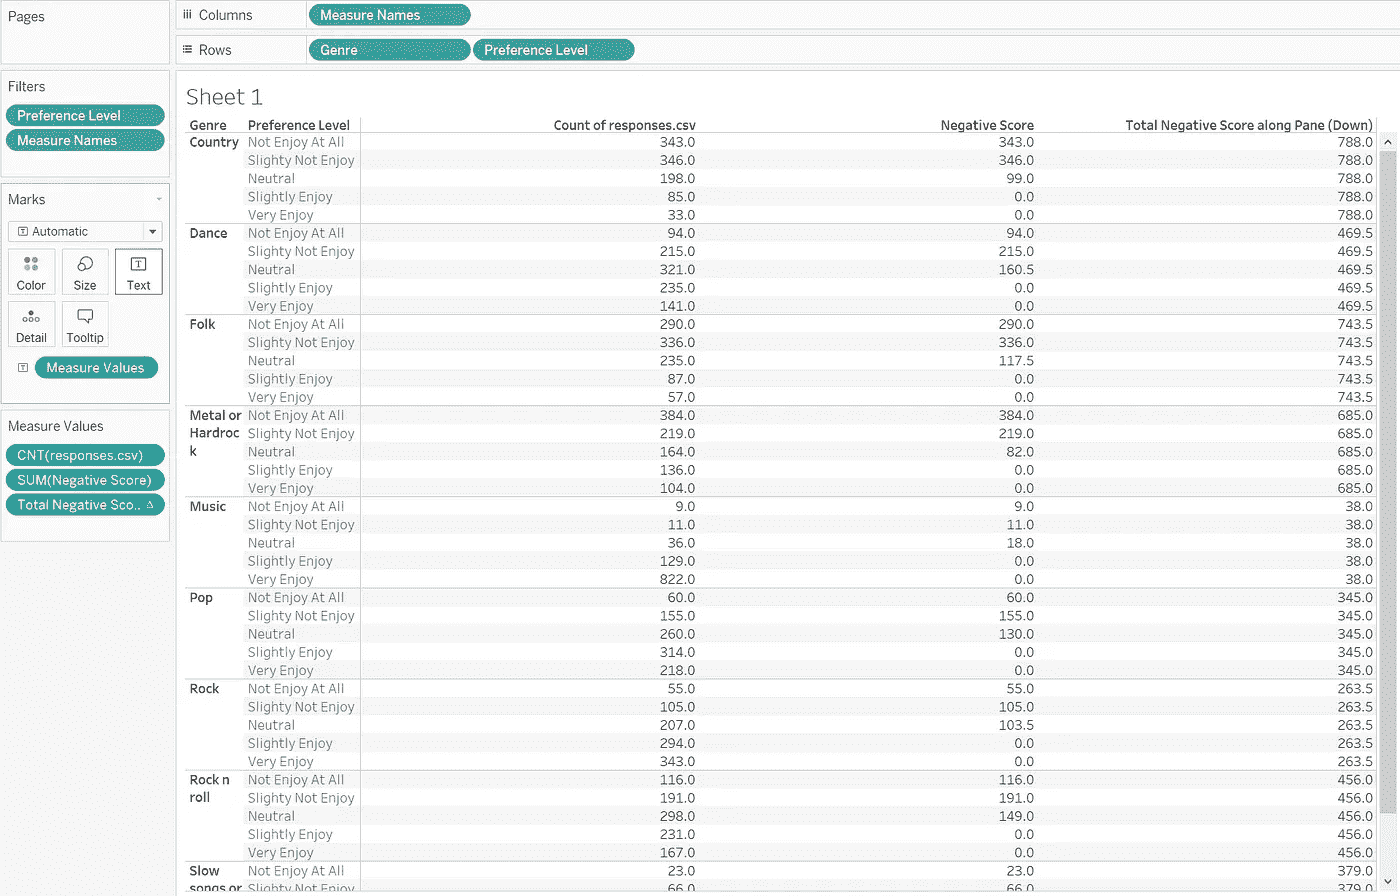 Pages
Columns Measure Names
Rows Genre Preference Level
Filters
Preference Level
Measure Names
Marks
Automatic
Color Size Text
Detail Tooltip
Measure Values
Measure Values
CNT(responses.csv)
SUM(Negative Score)
Total Negative Sco..
Sheet 1
Genre Preference Level Count of responses.csv Negative Score Total Negative Score along Pane (Down)
Country Not Enjoy At All 343.0 343.0 788.0
Slighty Not Enjoy 346.0 346.0 788.0
Neutral 198.0 99.0 788.0
Slightly Enjoy 85.0 0.0 788.0
Very Enjoy 33.0 0.0 788.0
Dance Not Enjoy At All 94.0 94.0 469.5
Slighty Not Enjoy 215.0 215.0 469.5
Neutral 321.0 160.5 469.5
Slightly Enjoy 235.0 0.0 469.5
Very Enjoy 141.0 0.0 469.5
Folk Not Enjoy At All 290.0 290.0 743.5
Slighty Not Enjoy 336.0 336.0 743.5
Neutral 235.0 117.5 743.5
Slightly Enjoy 87.0 0.0 743.5
Very Enjoy 57.0 0.0 743.5
Metal or Not Enjoy At All 384.0 384.0 685.0
Hardroc Slighty Not Enjoy 219.0 219.0 685.0
k Neutral 164.0 82.0 685.0
Slightly Enjoy 136.0 0.0 685.0
Very Enjoy 104.0 0.0 685.0
Music Not Enjoy At All 9.0 9.0 38.0
Slighty Not Enjoy 11.0 11.0 38.0
Neutral 36.0 18.0 38.0
Slightly Enjoy 129.0 0.0 38.0
Very Enjoy 822.0 0.0 38.0
Pop Not Enjoy At All 60.0 60.0 345.0
Slighty Not Enjoy 155.0 155.0 345.0
Neutral 260.0 130.0 345.0
Slightly Enjoy 314.0 0.0 345.0
Very Enjoy 218.0 0.0 345.0
Rock Not Enjoy At All 55.0 55.0 263.5
Slighty Not Enjoy 105.0 105.0 263.5
Neutral 207.0 103.5 263.5
Slightly Enjoy 294.0 0.0 263.5
Very Enjoy 343.0 0.0 263.5
Rock n Not Enjoy At All 116.0 116.0 456.0
roll Slighty Not Enjoy 191.0 191.0 456.0
Neutral 298.0 149.0 456.0
Slightly Enjoy 231.0 0.0 456.0
Very Enjoy 167.0 0.0 456.0
Slow Not Enjoy At All 23.0 23.0 379.0
songs or Slighty Not Enjoy 66.0 66.0 379.0